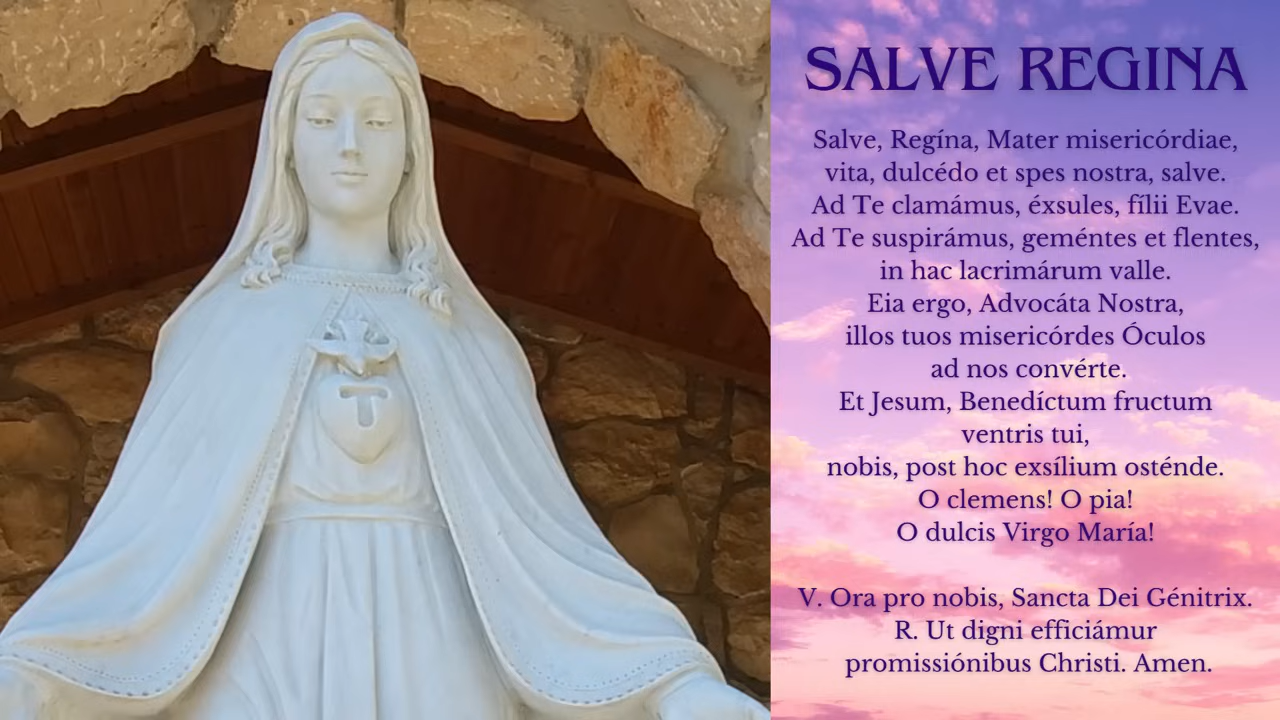 SALVE REGINA
Salve, Regína, Mater misericórdiae,
vita, dulcédo et spes nostra, salve.
Ad Te clamámus, éxsules, fílii Evae.
Ad Te suspirámus, geméntes et flentes,
in hac lacrimárum valle.
Eia ergo, Advocáta Nostra,
illos tuos misericórdes Óculos
ad nos convérte.
Et Jesum, Benedíctum fructum
ventris tui,
nobis, post hoc exsílium osténde.
O clemens! O pia!
O dulcis Virgo María!
V. Ora pro nobis, Sancta Dei Génitrix.
R. Ut digni efficiámur
promissiónibus Christi. Amen.